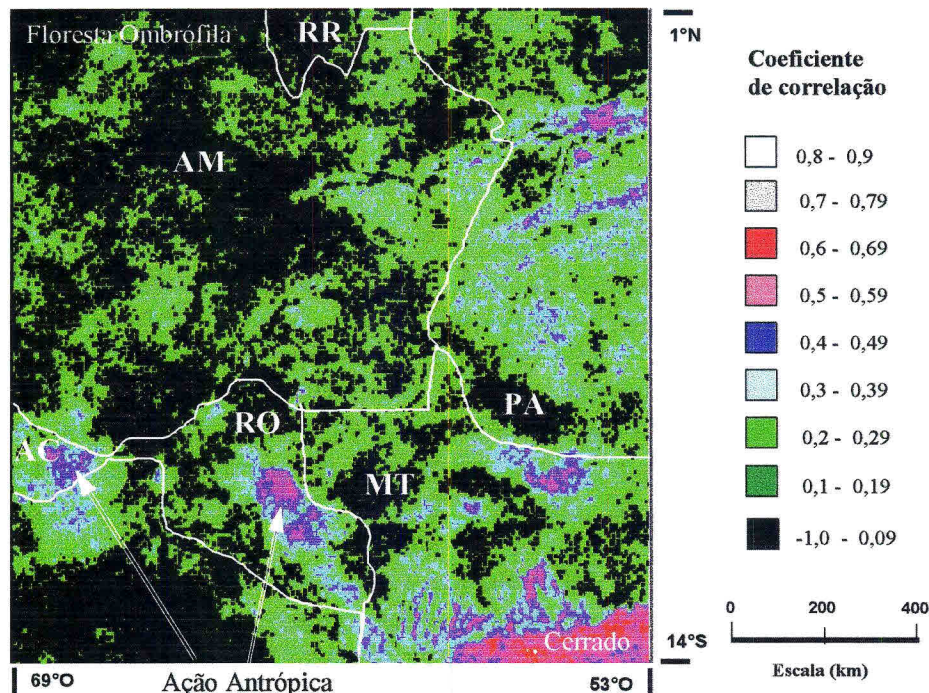 Floresta Ombrófila
RR
AM
PA
RO
AC
MT
Cerrado
1°N
14°S
69°O
Ação Antrópica
53°O
Coeficiente
de correlação
0,8 - 0,9
0,7 - 0,79
0,6 - 0,69
0,5 - 0,59
0,4 - 0,49
0,3 - 0,39
0,2 - 0,29
0,1 - 0,19
-1,0 - 0,09
0 200 400
Escala (km)